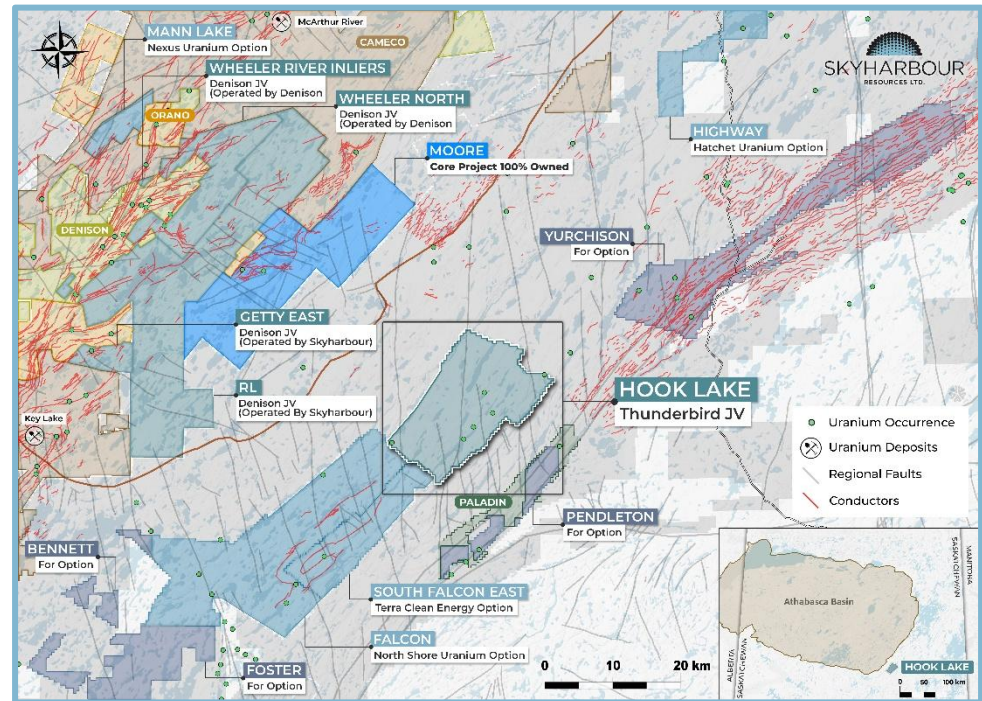 McArthur River
MANN LAKE
Nexus Uranium Option
CAMECO
WHEELER RIVER INLIERS
Denison JV
(Operated by Denison
ORANO
WHEELER NORTH
Denison JV
(Operated by Denison
SKYHARBOUR
RESOURCES LTD.
HIGHWAY
Hatchet Uranium Option
MOORE
Core Project 100% Owned
DENISON
YURCHISON
For Option
GETTY EAST
Denison JV
(Operated by Skyharbour)
RL
Denison JV
(Operated By Skyharbour)
HOOK LAKE
Thunderbird JV
Key Lake
Uranium Occurrence
Uranium Deposits
Regional Faults
Conductors
PALADIN
PENDLETON
For Option
BENNETT
For Option
SOUTH FALCON EAST
Terra Clean Energy Option
FALCON
North Shore Uranium Option
FOSTER
For Option
0 10 20 km
Athabasca Basin
SASKATCHEWAN
MANITOBA
ALBERTA
SASKATCHEWAN
HOOK LAKE
0 50 100 km